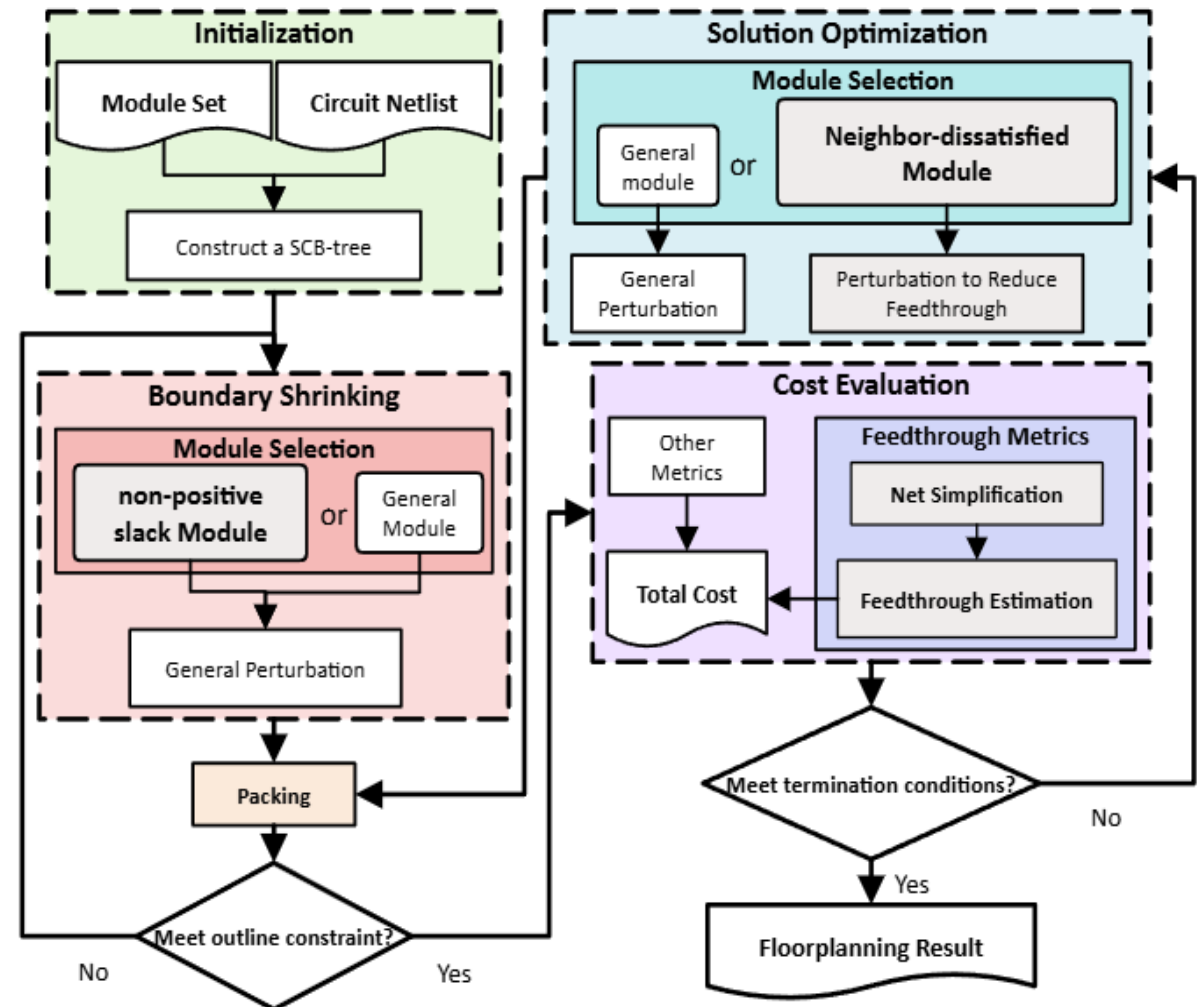 Initialization
Module Set
Circuit Netlist
Construct a SCB-tree
Boundary Shrinking
Module Selection
non-positive
slack Module
or
General
Module
General Perturbation
Packing
Meet outline constraint?
No
Yes
Solution Optimization
Module Selection
General
module
or
Neighbor-dissatisfied
Module
General
Perturbation
Perturbation to Reduce
Feedthrough
Cost Evaluation
Other
Metrics
Total Cost
Feedthrough Metrics
Net Simplification
Feedthrough Estimation
Meet termination conditions?
No
Yes
Floorplanning Result